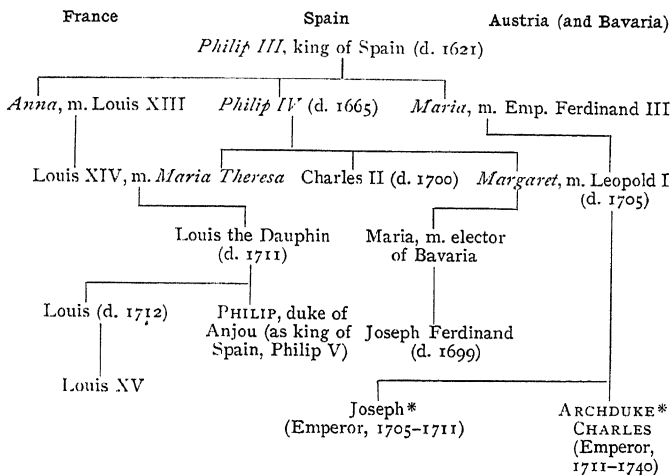 France Spain Austria (and Bavaria)
Philip III, king of Spain (d. 1621)
Anna, m. Louis XIII Philip IV (d. 1665) Maria, m. Emp. Ferdinand III
Louis XIV, m. Maria Theresa Charles II (d. 1700) Margaret, m. Leopold I
(d. 1705)
Louis the Dauphin Maria, m. elector
(d. 1711) of Bavaria
Louis (d. 1712) PHILIP, duke of
Anjou (as king of Joseph Ferdinand
Spain, Philip V) (d. 1699)
Louis XV
Joseph* ARCHDUKE*
(Emperor, 1705–1711) CHARLES
(Emperor,
1711–1740)